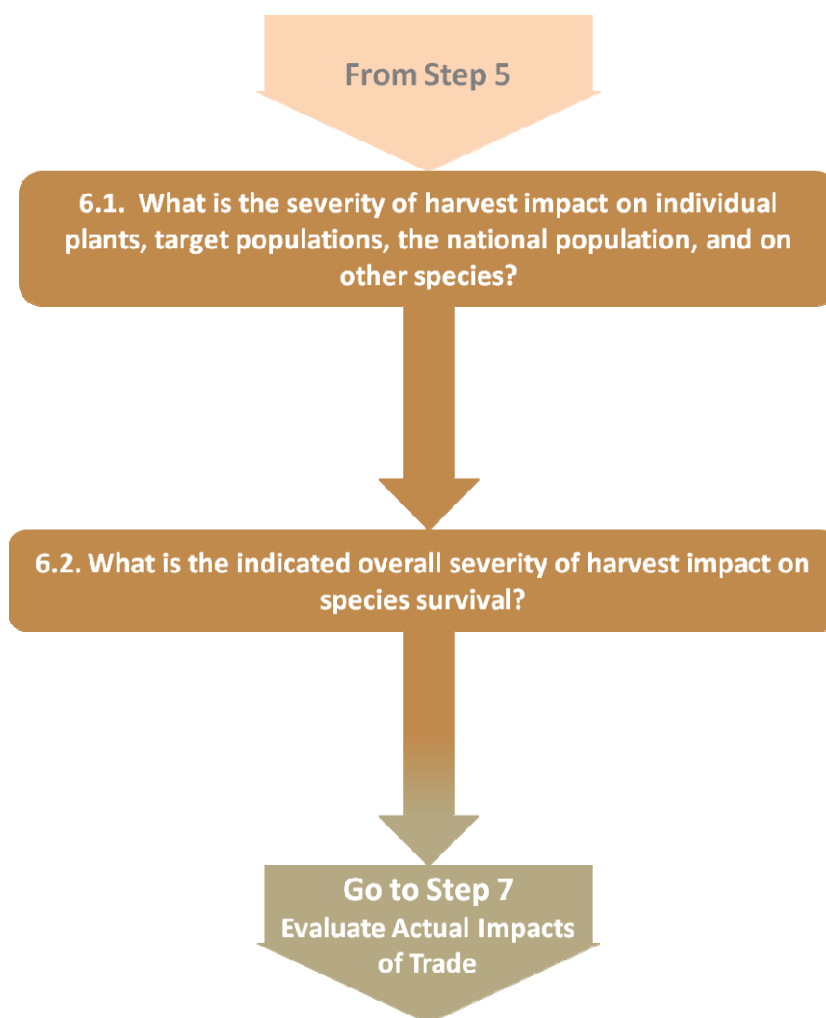 From Step 5
6.1.  What is the severity of harvest impact on individual
plants, target populations, the national population, and on
other species?
6.2. What is the indicated overall severity of harvest impact on
species survival?
Go to Step 7
Evaluate Actual Impacts
of Trade